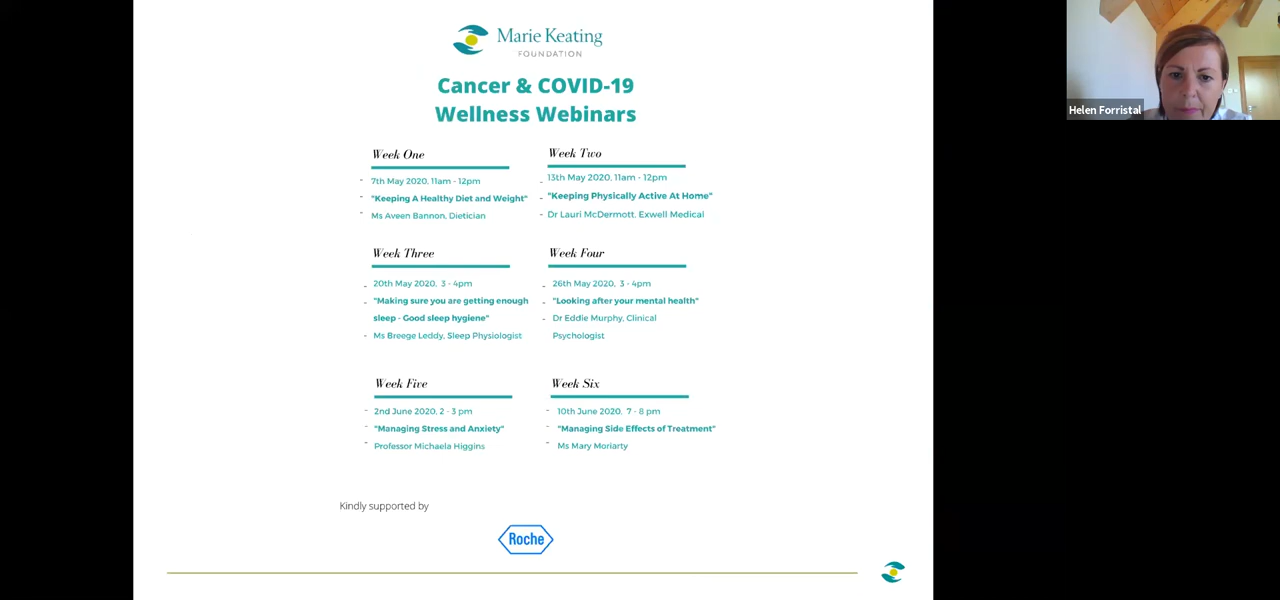 Marie Keating
FOUNDATION
Cancer & COVID-19
Wellness Webinars
Week One
- 7th May 2020, 11am - 12pm
- "Keeping A Healthy Diet and Weight"
- Ms Aveen Bannon, Dietician
Week Two
- 13th May 2020, 11am - 12pm
- "Keeping Physically Active At Home"
- Dr Lauri McDermott, Exwell Medical
Week Three
- 20th May 2020, 3 - 4pm
- "Making sure you are getting enough
sleep - Good sleep hygiene"
- Ms Breege Leddy, Sleep Physiologist
Week Four
- 26th May 2020, 3 - 4pm
- "Looking after your mental health"
- Dr Eddie Murphy, Clinical
Psychologist
Week Five
- 2nd June 2020, 2 - 3 pm
- "Managing Stress and Anxiety"
- Professor Michaela Higgins
Week Six
- 10th June 2020, 7 - 8 pm
- "Managing Side Effects of Treatment"
- Ms Mary Moriarty
Kindly supported by
Roche
Helen Forristal